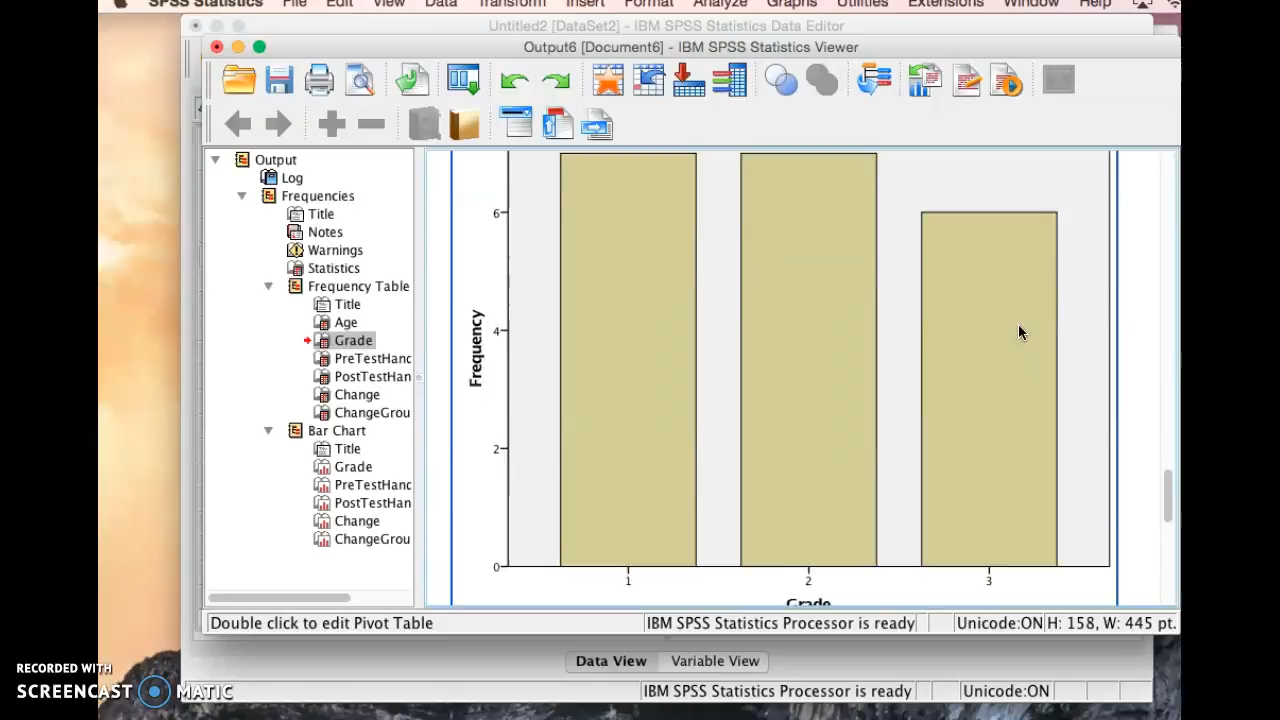 SPSS Statistics File Edit View Data Transform Insert Format Analyze Graphs Utilities Extensions Window Help
Untitled2 [DataSet2] - IBM SPSS Statistics Data Editor
Output6 [Document6] - IBM SPSS Statistics Viewer
Output
Log
Frequencies
Title
Notes
Warnings
Statistics
Frequency Table
Title
Age
Grade
PreTestHand
PostTestHan
Change
ChangeGrou
Bar Chart
Title
Grade
PreTestHand
PostTestHan
Change
ChangeGrou
Frequency
6
4
2
0
1 2 3
Grade
Double click to edit Pivot Table
IBM SPSS Statistics Processor is ready
Unicode:ON
H: 158, W: 445 pt.
Data View Variable View
IBM SPSS Statistics Processor is ready
Unicode:ON
RECORDED WITH
SCREENCAST MATIC